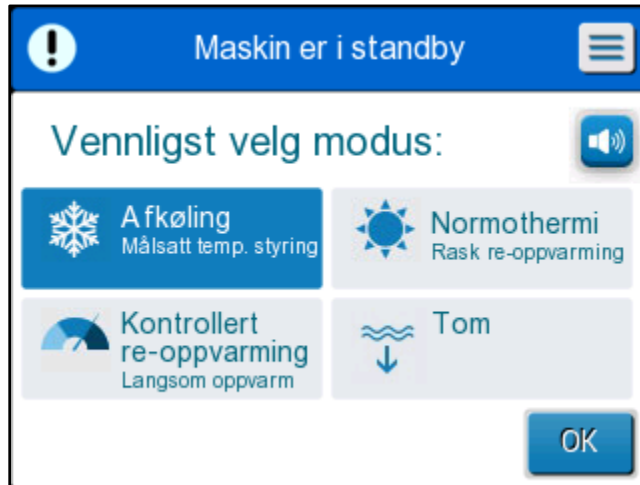 Maskin er i standby
Vennligst velg modus:
Afkøling
Målsatt temp. styring
Normothermi
Rask re-oppvarming
Kontrollert
re-oppvarming
Langsom oppvarm
Tom
OK